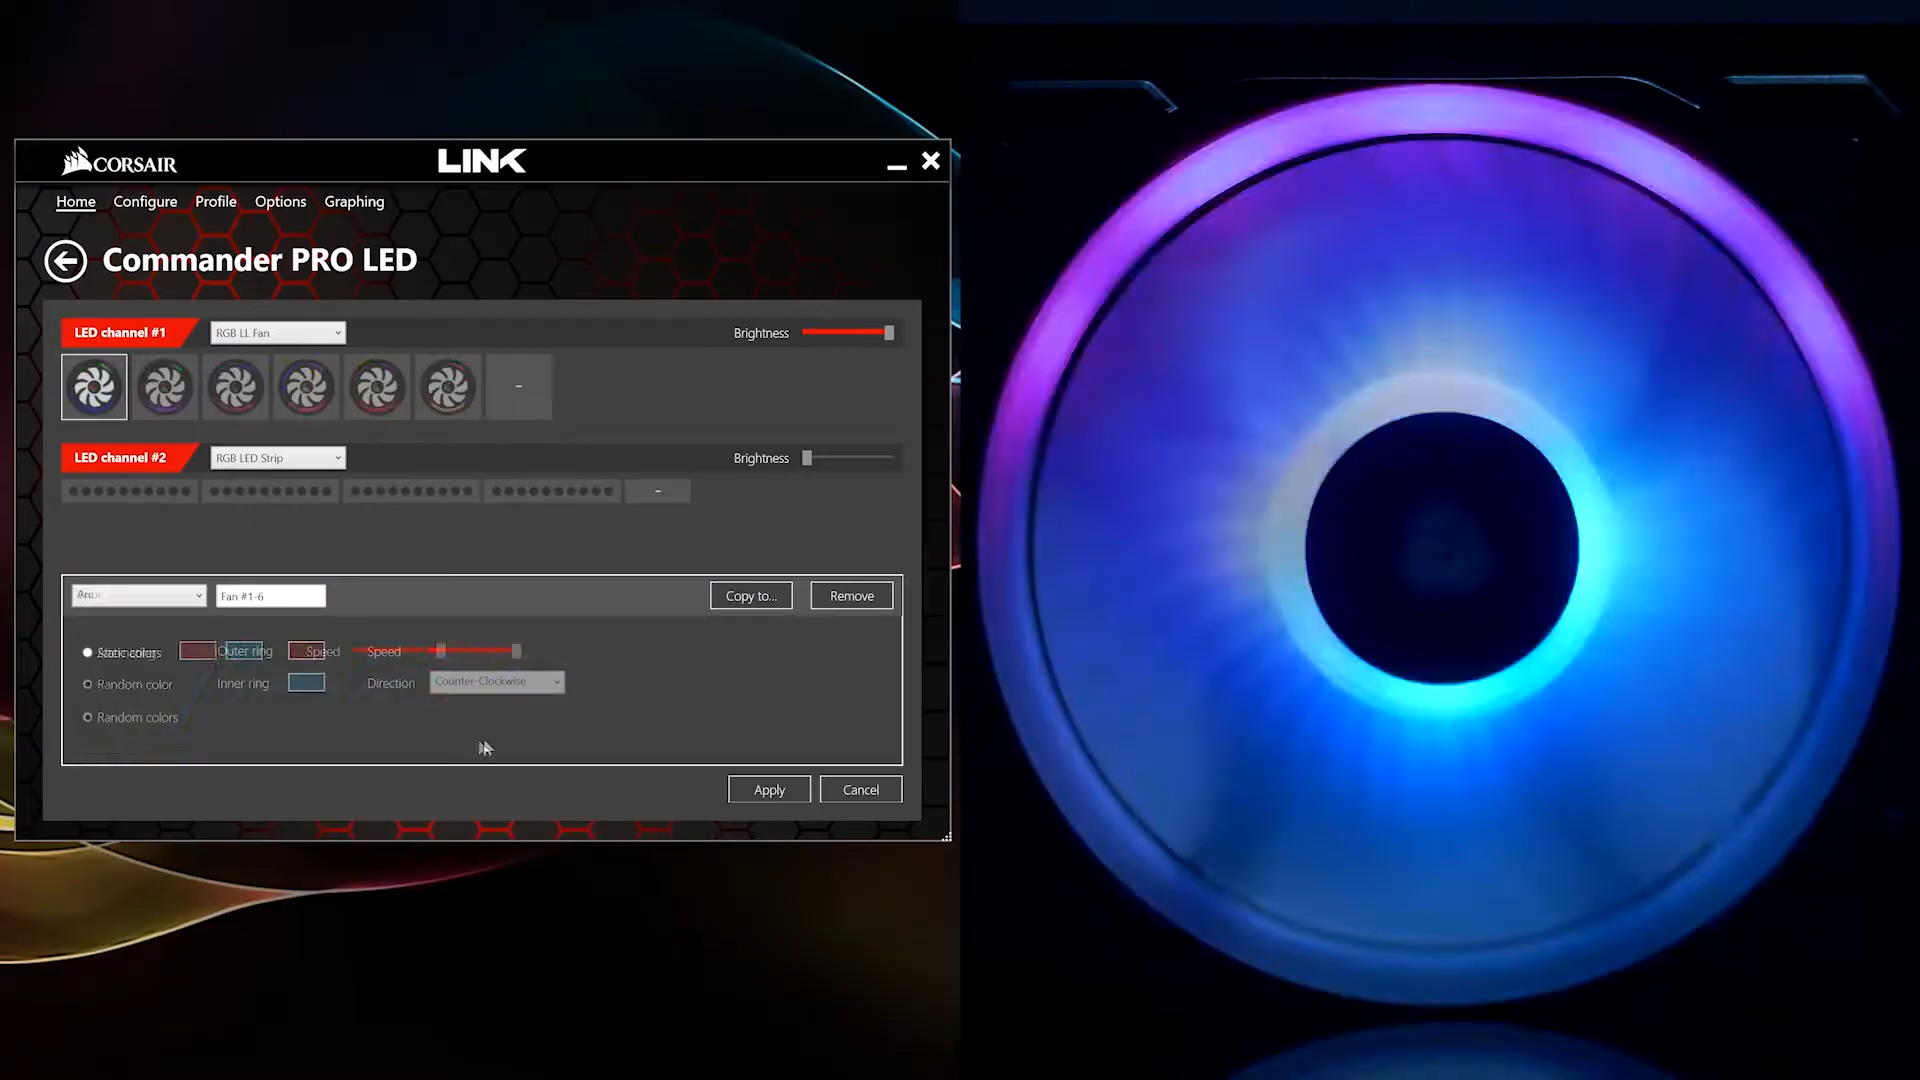 CORSAIR
LINK
Home Configure Profile Options Graphing
Commander PRO LED
LED channel #1 RGB LL Fan Brightness
-
LED channel #2 RGB LED Strip Brightness
-
Fan #1-6 Copy to... Remove
Static colors Outer ring Speed Speed
Random color Inner ring Direction Counter-Clockwise
Random colors
Apply Cancel